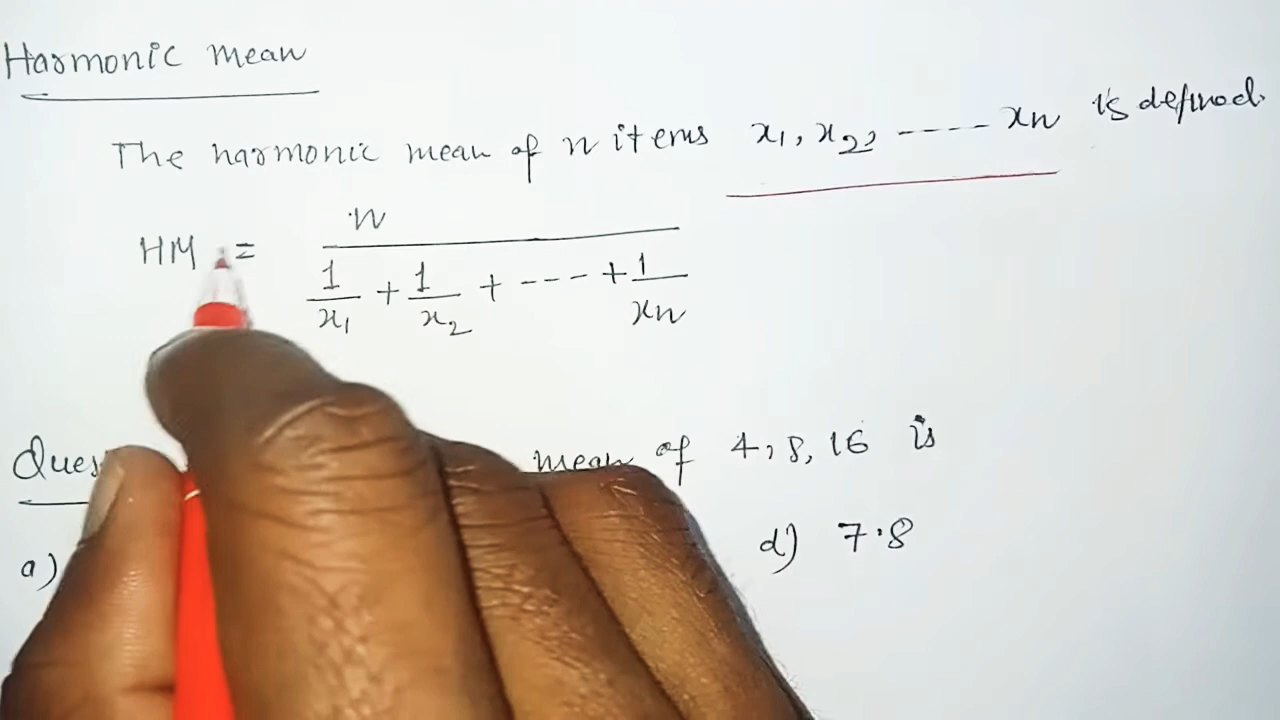 Harmonic mean
The harmonic mean of n items x₁, x₂, ---- xn is defined.
HM = n / (1/x₁ + 1/x₂ + ---- + 1/xn)
Ques mean of 4, 8, 16 is
a) d) 7.8